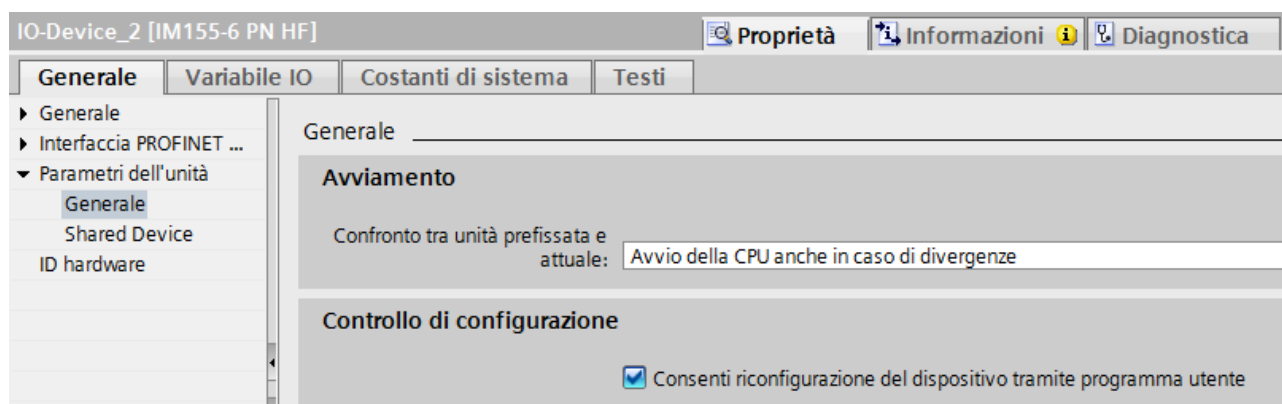 IO-Device_2 [IM155-6 PN HF]
Proprietà
Informazioni
Diagnostica
Generale
Variabile IO
Costanti di sistema
Testi
Generale
Interfaccia PROFINET ...
Parametri dell'unità
Generale
Shared Device
ID hardware
Generale
Avviamento
Confronto tra unità prefissata e
attuale:
Avvio della CPU anche in caso di divergenze
Controllo di configurazione
Consenti riconfigurazione del dispositivo tramite programma utente